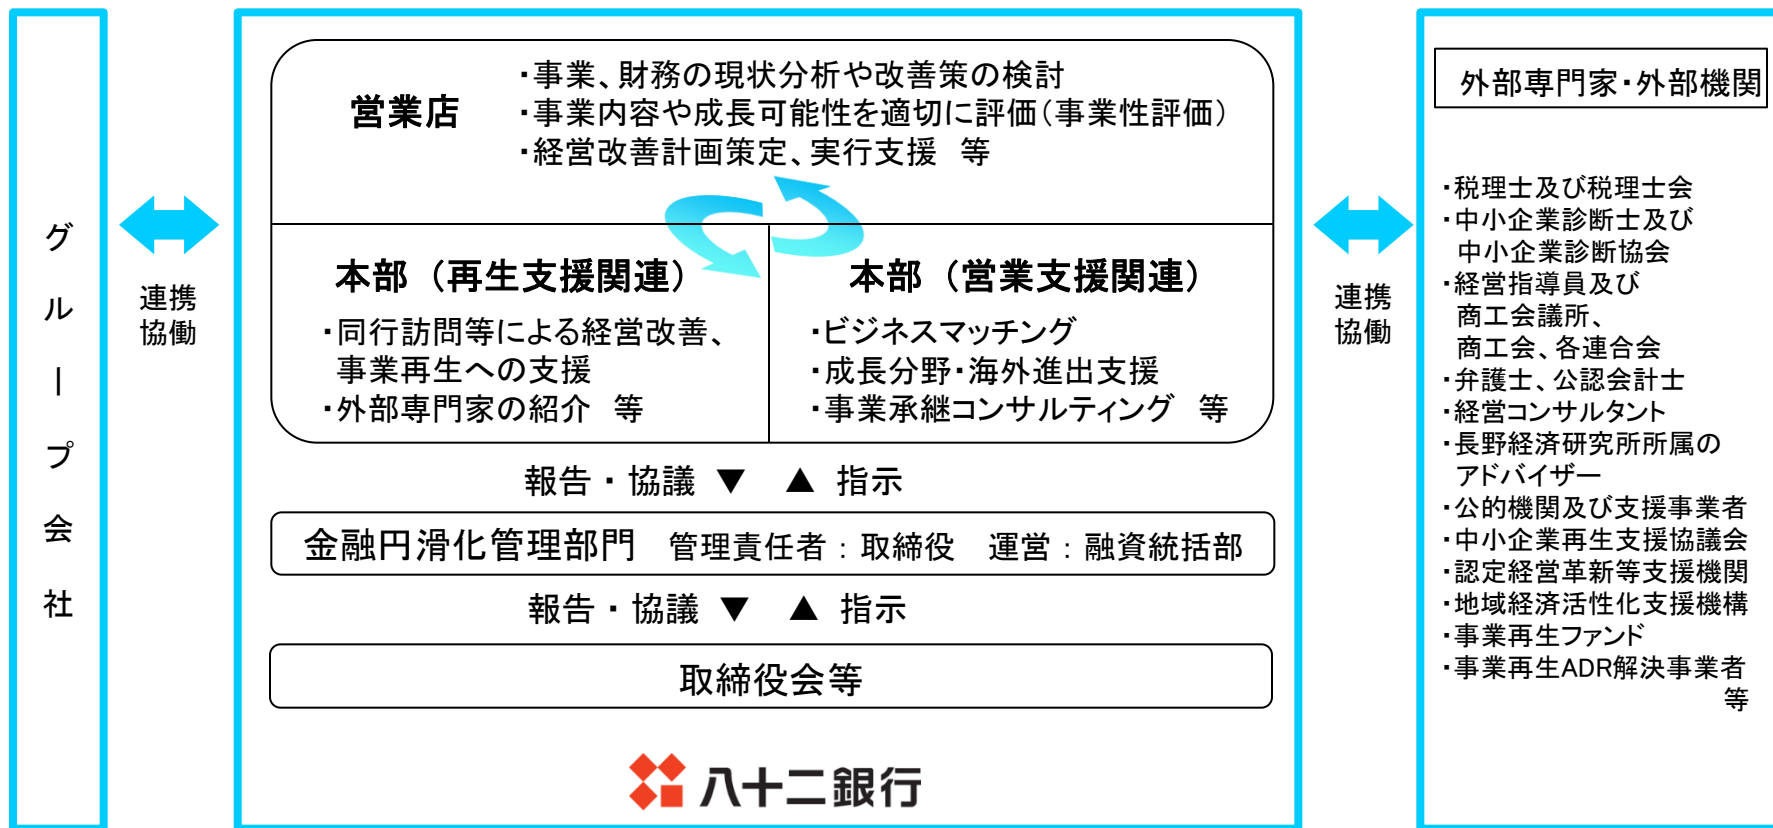 グループ会社
連携
協働
営業店
・事業、財務の現状分析や改善策の検討
・事業内容や成長可能性を適切に評価（事業性評価）
・経営改善計画策定、実行支援　等
本部（再生支援関連）
・同行訪問等による経営改善、
事業再生への支援
・外部専門家の紹介　等
本部（営業支援関連）
・ビジネスマッチング
・成長分野・海外進出支援
・事業承継コンサルティング　等
報告・協議 ▼　▲ 指示
金融円滑化管理部門　管理責任者：取締役　運営：融資統括部
報告・協議 ▼　▲ 指示
取締役会等
八十二銀行
連携
協働
外部専門家・外部機関
・税理士及び税理士会
・中小企業診断士及び
中小企業診断協会
・経営指導員及び
商工会議所、
商工会、各連合会
・弁護士、公認会計士
・経営コンサルタント
・長野経済研究所所属の
アドバイザー
・公的機関及び支援事業者
・中小企業再生支援協議会
・認定経営革新等支援機関
・地域経済活性化支援機構
・事業再生ファンド
・事業再生ADR解決事業者
等